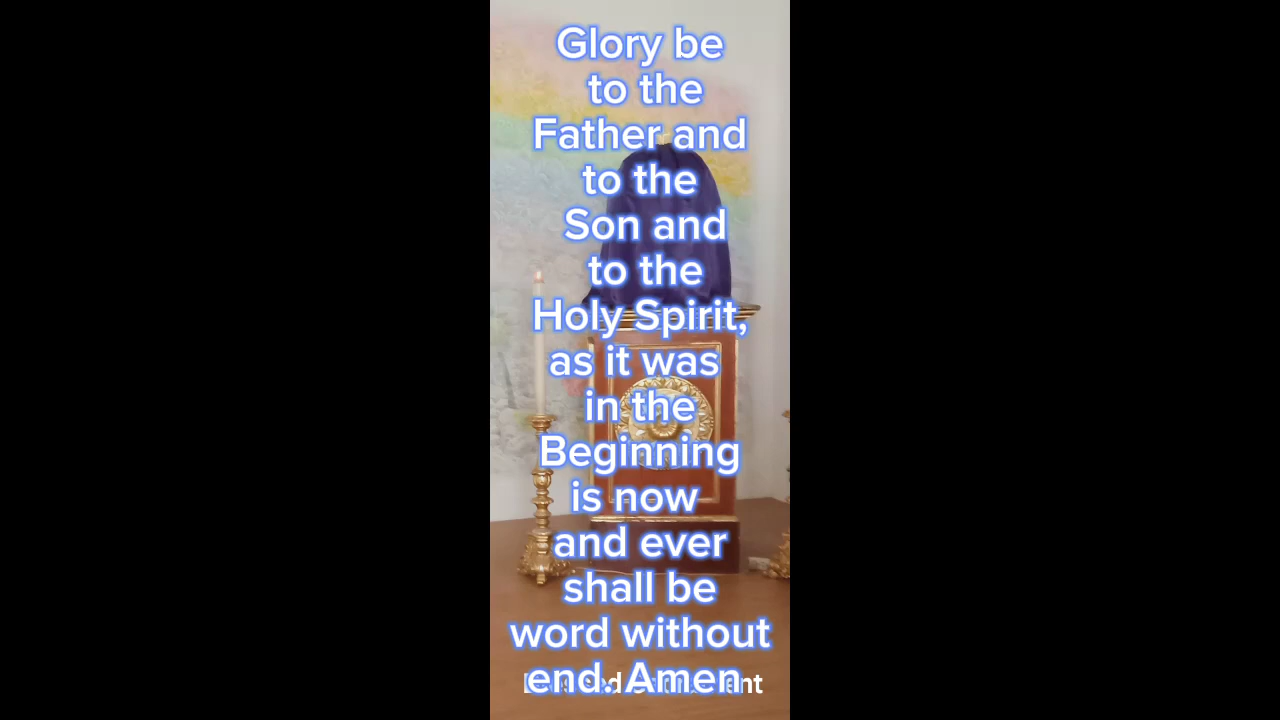 Glory be
to the
Father and
to the
Son and
to the
Holy Spirit,
as it was
in the
Beginning
is now
and ever
shall be
word without
end. Amen